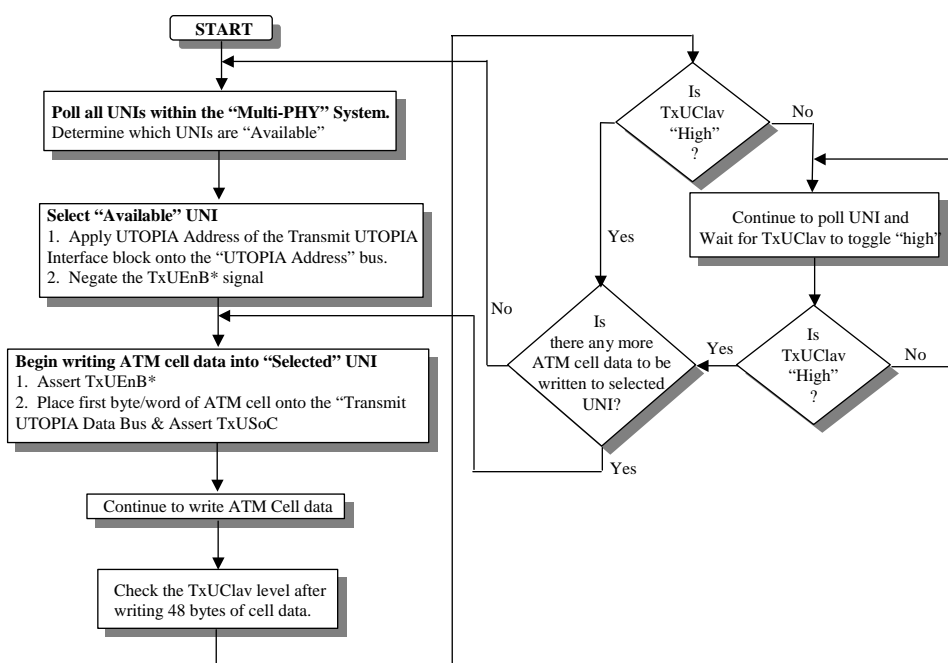 START
Poll all UNIs within the “Multi-PHY” System.
Determine which UNIs are “Available”
Select “Available” UNI
1. Apply UTOPIA Address of the Transmit UTOPIA
Interface block onto the “UTOPIA Address” bus.
2. Negate the TxUEnB* signal
Begin writing ATM cell data into “Selected” UNI
1. Assert TxUEnB*
2. Place first byte/word of ATM cell onto the “Transmit
UTOPIA Data Bus & Assert TxUSoC
Continue to write ATM Cell data
Check the TxUClav level after
writing 48 bytes of cell data.
Is
TxUClav
“High”
?
No
Yes
Continue to poll UNI and
Wait for TxUClav to toggle “high”
Is
TxUClav
“High”
?
No
Yes
Is
there any more
ATM cell data to be
written to selected
UNI?
No
Yes